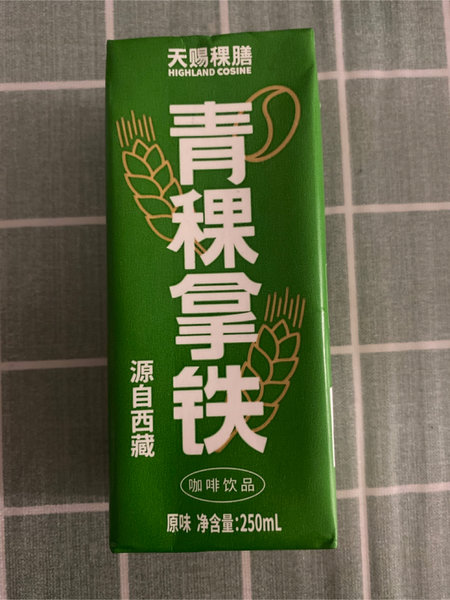 天赐稞膳
HIGHLAND COSINE
青稞拿铁
源自西藏
咖啡饮品
原味 净含量:250mL